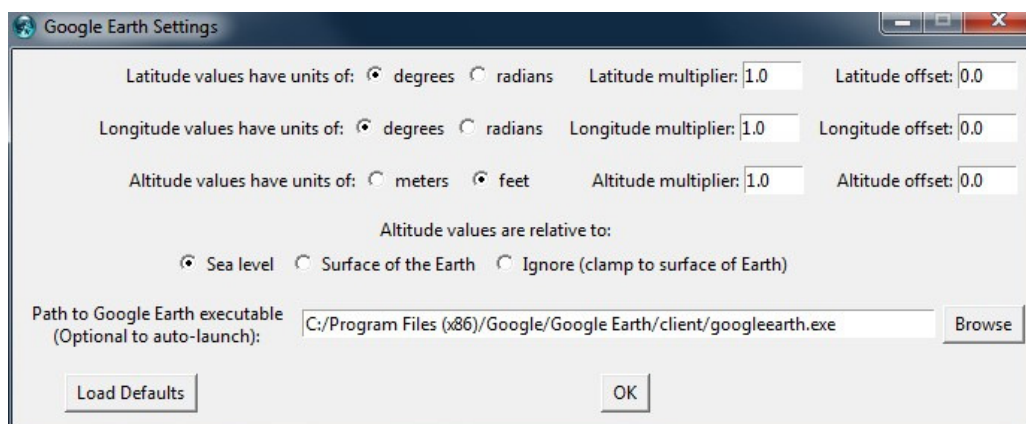 Google Earth Settings
Latitude values have units of: degrees radians Latitude multiplier: 1.0 Latitude offset: 0.0
Longitude values have units of: degrees radians Longitude multiplier: 1.0 Longitude offset: 0.0
Altitude values have units of: meters feet Altitude multiplier: 1.0 Altitude offset: 0.0
Altitude values are relative to:
Sea level Surface of the Earth Ignore (clamp to surface of Earth)
Path to Google Earth executable
(Optional to auto-launch): C:/Program Files (x86)/Google/Google Earth/client/googleearth.exe Browse
Load Defaults OK